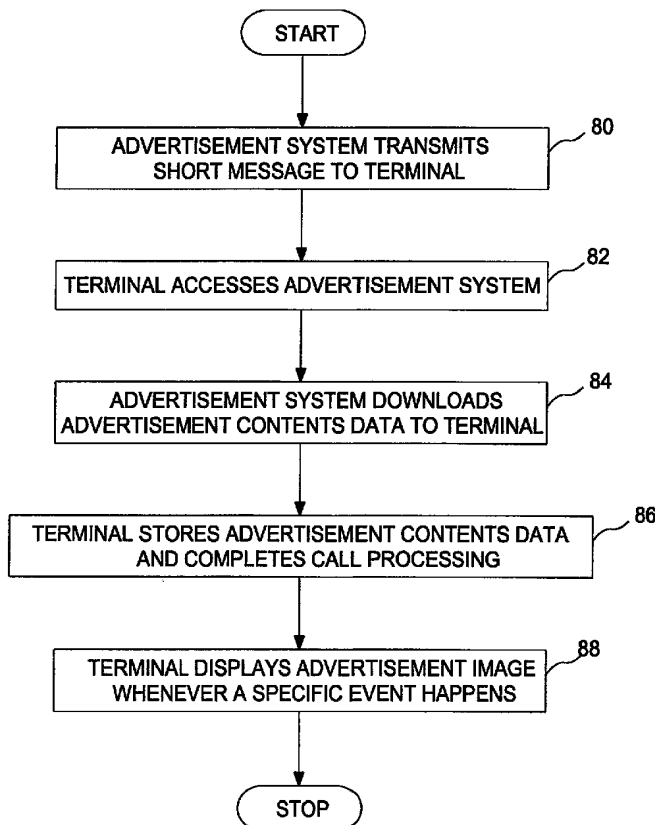 START
80
ADVERTISEMENT SYSTEM TRANSMITS
SHORT MESSAGE TO TERMINAL
82
TERMINAL ACCESSES ADVERTISEMENT SYSTEM
84
ADVERTISEMENT SYSTEM DOWNLOADS
ADVERTISEMENT CONTENTS DATA TO TERMINAL
86
TERMINAL STORES ADVERTISEMENT CONTENTS DATA
AND COMPLETES CALL PROCESSING
88
TERMINAL DISPLAYS ADVERTISEMENT IMAGE
WHENEVER A SPECIFIC EVENT HAPPENS
STOP